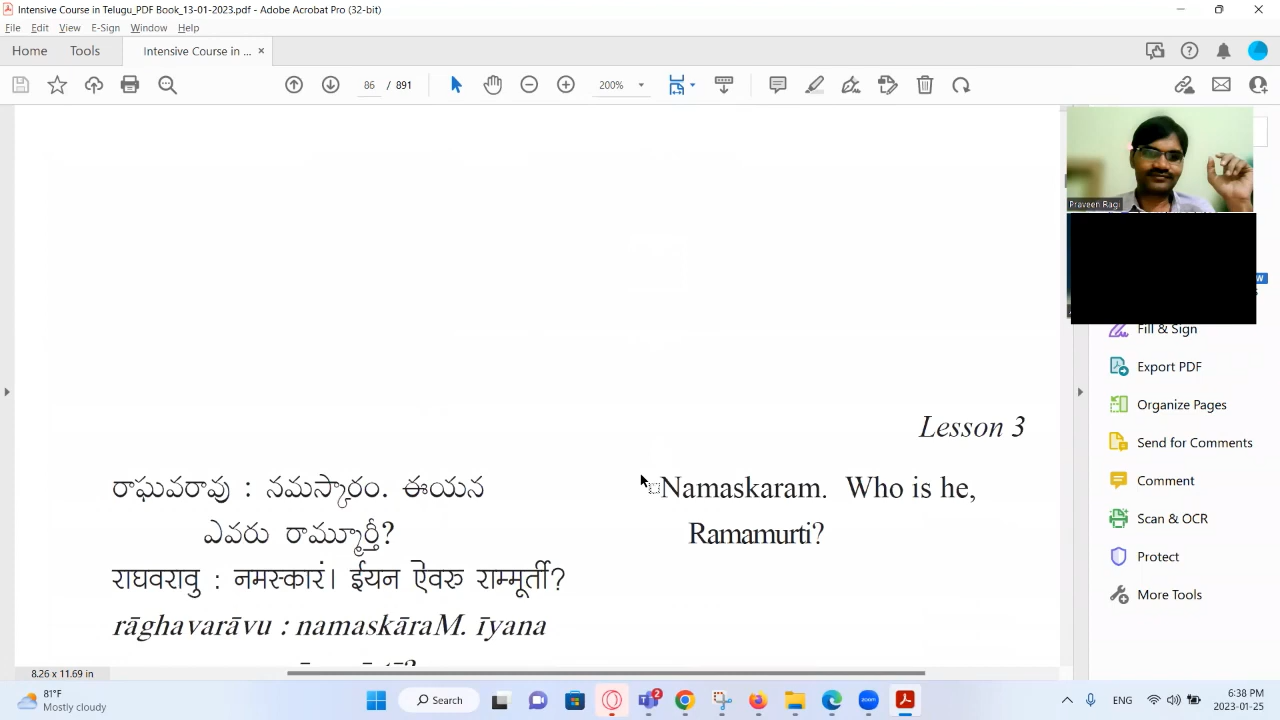 Intensive Course in Telugu_PDF Book_13-01-2023.pdf - Adobe Acrobat Pro (32-bit)
File Edit View E-Sign Window Help
Home Tools Intensive Course in ... ×
86 / 891 200%
Praveen Ragi
Fill & Sign
Export PDF
Organize Pages
Send for Comments
Comment
Scan & OCR
Protect
More Tools
Lesson 3
రాఘవరావు : నమస్కారం. ఈయన Namaskaram. Who is he,
ఎవరు రామ్మూర్తీ? Ramamurti?
राघवरावु : नमस्कारं। ईयन ऎवरु राम्मूर्ती?
rāghavarāvu : namaskāraM. īyana
8.26 x 11.69 in
81°F
Mostly cloudy
Search
2
zoom
ENG
6:38 PM
2023-01-25